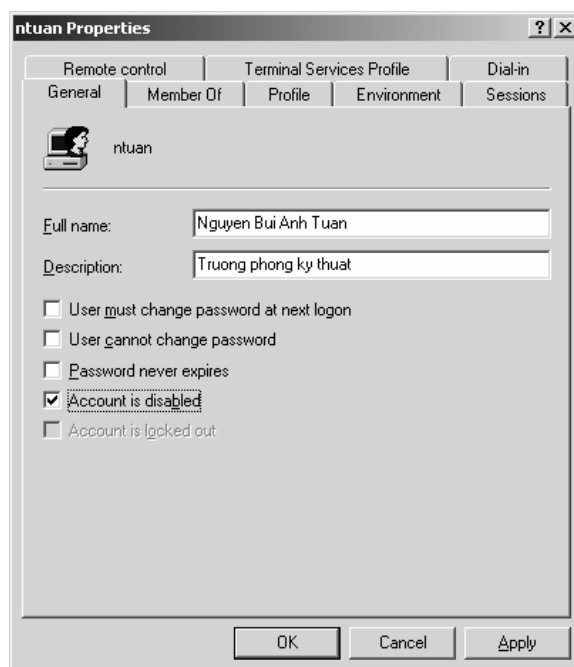 ntuan Properties
Remote control Terminal Services Profile Dial-in
General Member Of Profile Environment Sessions
ntuan
Full name: Nguyen Bui Anh Tuan
Description: Truong phong ky thuat
User must change password at next logon
User cannot change password
Password never expires
Account is disabled
Account is locked out
OK Cancel Apply